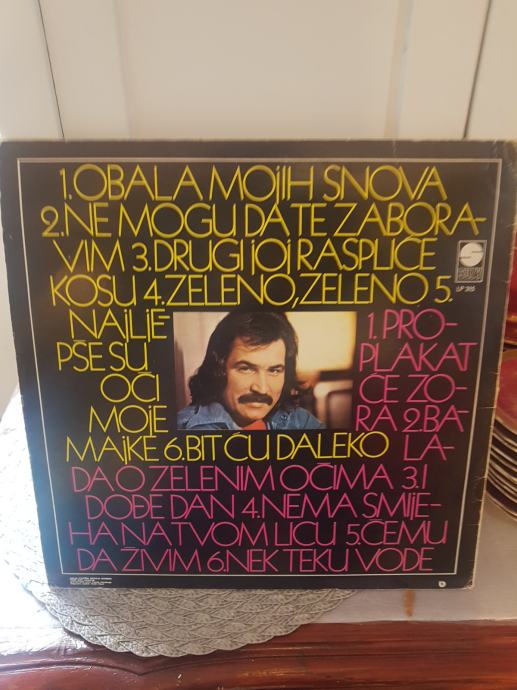 1. OBALA MOJIH SNOVA
2. NE MOGU DA TE ZABORA-
VIM 3. DRUGI JOJ RASPLIĆE
KOSU 4. ZELENO, ZELENO 5.
NAJLJE-
PŠE SU
OČI
MOJE
MAJKE 6. BIT ĆU DALEKO
1. PRO-
PLAKAT
ĆE ZO-
RA 2. BA-
LA-
DA O ZELENIM OČIMA 3. I
DOĐE DAN 4. NEMA SMIJE-
HA NA TVOM LICU 5. ČEMU
DA ŽIVIM 6. NEK TEKU VODE